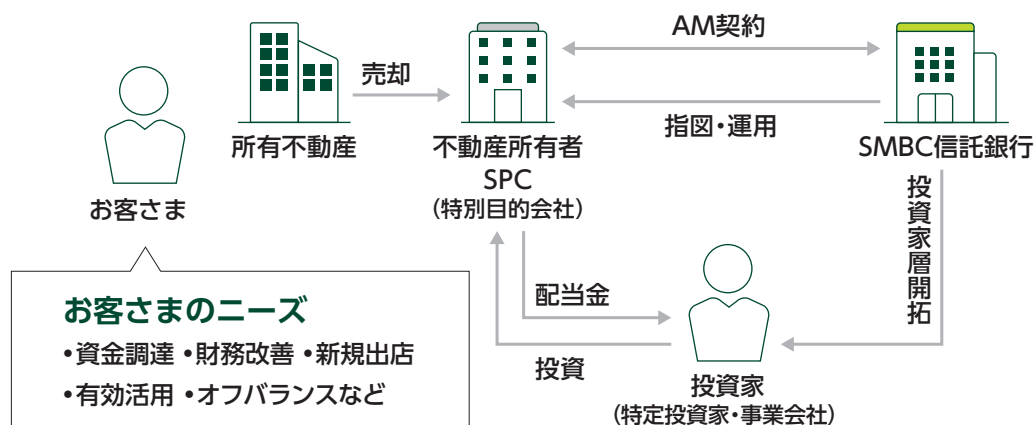 AM契約
売却
指図・運用
所有不動産
不動産所有者
SPC
（特別目的会社）
SMBC信託銀行
お客さま
投資家層開拓
お客さまのニーズ
•資金調達 •財務改善 •新規出店
•有効活用 •オフバランスなど
配当金
投資
投資家
（特定投資家・事業会社）